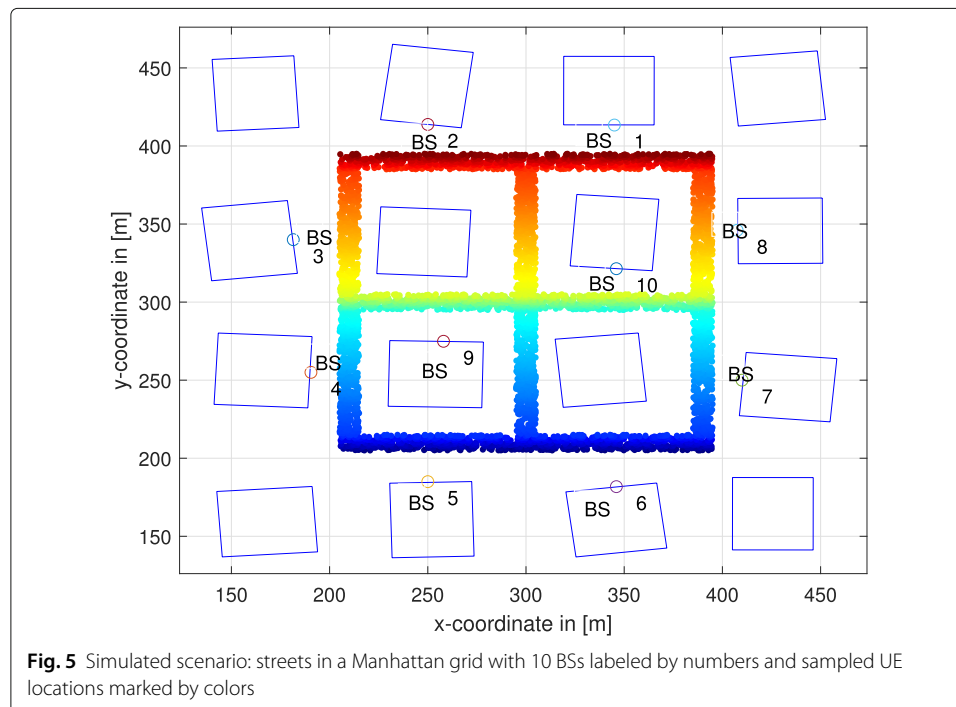 450
400
350
300
250
200
150
y-coordinate in [m]
BS 2
BS 1
BS 3
BS 8
BS 10
BS 9
BS 4
BS 7
BS 5
BS 6
150 200 250 300 350 400 450
x-coordinate in [m]
Fig. 5 Simulated scenario: streets in a Manhattan grid with 10 BSs labeled by numbers and sampled UE
locations marked by colors